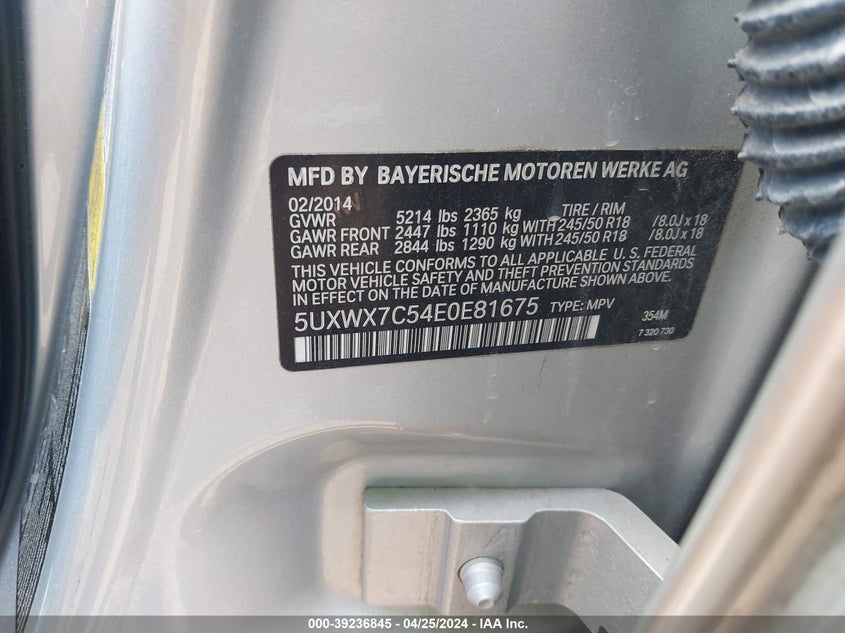 MFD BY BAYERISCHE MOTOREN WERKE AG
02/2014 TIRE / RIM
GVWR 5214 lbs 2365 kg
GAWR FRONT 2447 lbs 1110 kg WITH 245/50 R18 /8.0J x 18
GAWR REAR 2844 lbs 1290 kg WITH 245/50 R18 /8.0J x 18
THIS VEHICLE CONFORMS TO ALL APPLICABLE U.S. FEDERAL
MOTOR VEHICLE SAFETY AND THEFT PREVENTION STANDARDS
IN EFFECT ON THE DATE OF MANUFACTURE SHOWN ABOVE
5UXWX7C54E0E81675 TYPE: MPV 354M
7 320 730
000-39236845 - 04/25/2024 - IAA Inc.